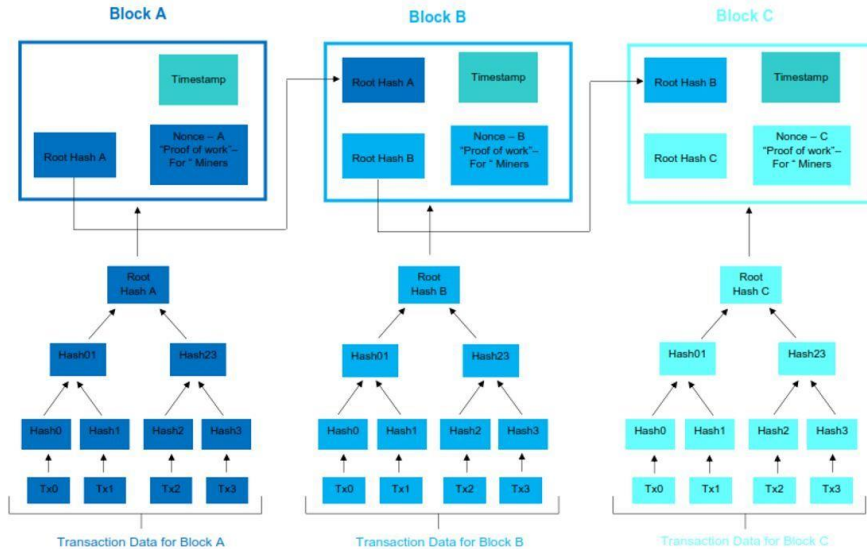 Block A
Block B
Block C
Timestamp
Root Hash A
Nonce – A
"Proof of work"–
For " Miners
Root Hash A
Timestamp
Root Hash B
Nonce – B
"Proof of work"–
For " Miners
Root Hash B
Timestamp
Root Hash C
Nonce – C
"Proof of work"–
For " Miners
Root
Hash A
Root
Hash B
Root
Hash C
Hash01
Hash23
Hash01
Hash23
Hash01
Hash23
Hash0
Hash1
Hash2
Hash3
Hash0
Hash1
Hash2
Hash3
Hash0
Hash1
Hash2
Hash3
Tx0
Tx1
Tx2
Tx3
Tx0
Tx1
Tx2
Tx3
Tx0
Tx1
Tx2
Tx3
Transaction Data for Block A
Transaction Data for Block B
Transaction Data for Block C